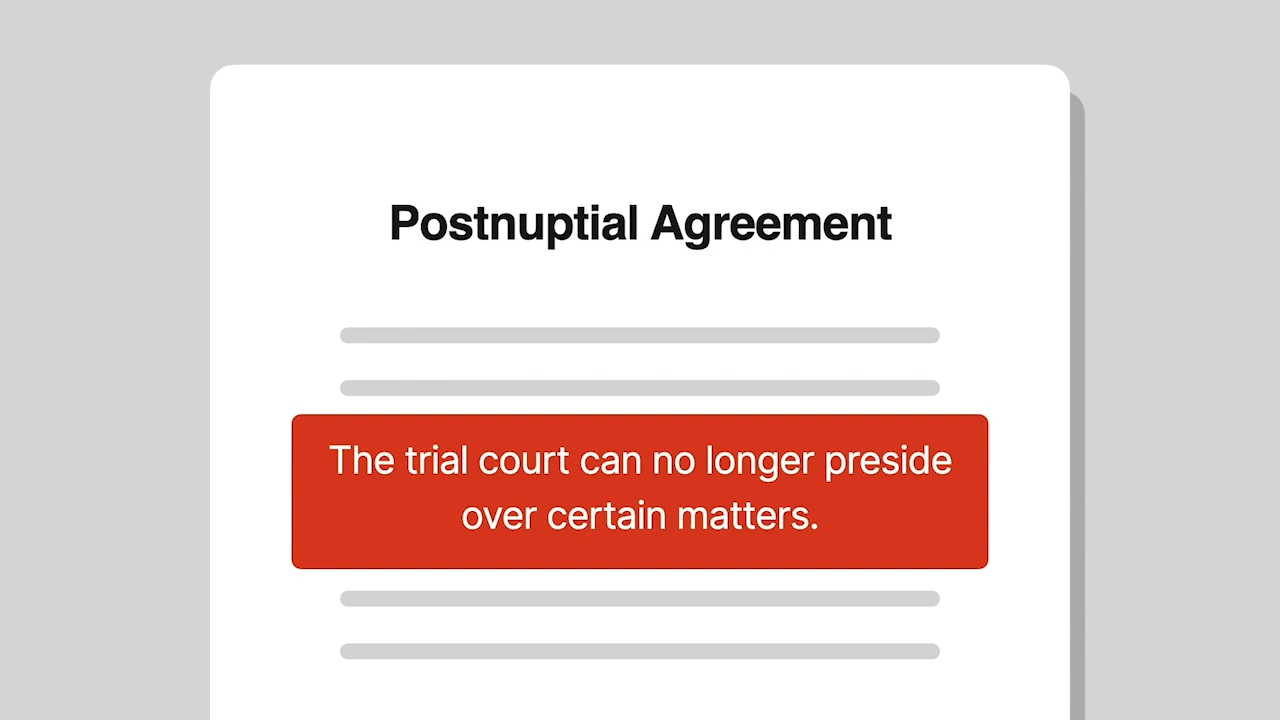 Postnuptial Agreement
The trial court can no longer preside
over certain matters.